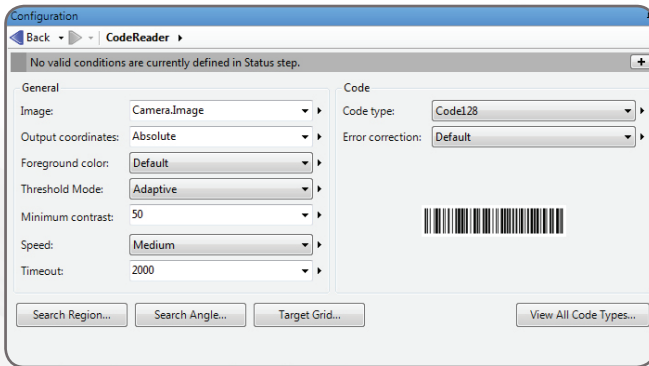 Configuration
Back CodeReader
No valid conditions are currently defined in Status step. +
General
Image: Camera.Image
Output coordinates: Absolute
Foreground color: Default
Threshold Mode: Adaptive
Minimum contrast: 50
Speed: Medium
Timeout: 2000
Code
Code type: Code128
Error correction: Default
Search Region... Search Angle... Target Grid... View All Code Types...